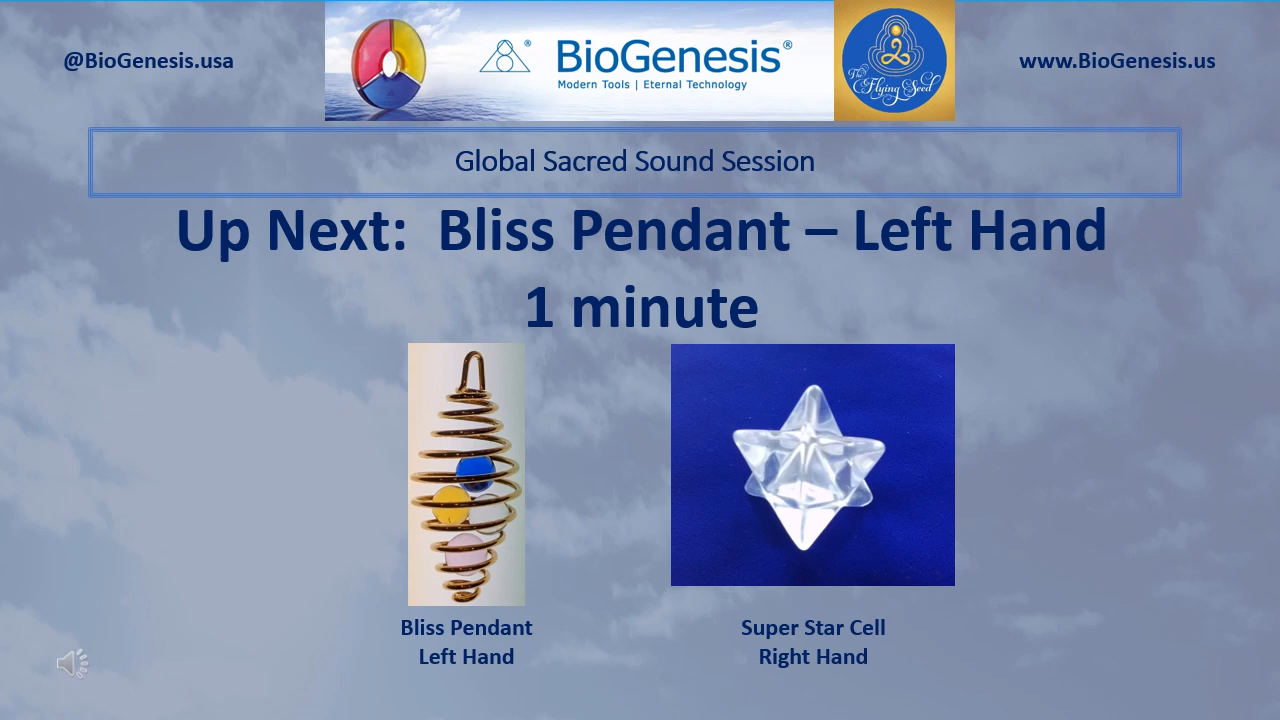 @BioGenesis.usa
BioGenesis®
Modern Tools | Eternal Technology
The Flying Seed
www.BioGenesis.us
Global Sacred Sound Session
Up Next: Bliss Pendant – Left Hand
1 minute
Bliss Pendant
Left Hand
Super Star Cell
Right Hand